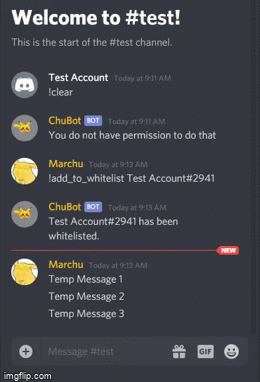 Welcome to #test!
This is the start of the #test channel.
Test Account Today at 9:11 AM
!clear
ChuBot BOT Today at 9:11 AM
You do not have permission to do that
Marchu Today at 9:13 AM
!add_to_whitelist Test Account#2941
ChuBot BOT Today at 9:13 AM
Test Account#2941 has been
whitelisted.
NEW
Marchu Today at 9:13 AM
Temp Message 1
Temp Message 2
Temp Message 3
Message #test
GIF
imgflip.com